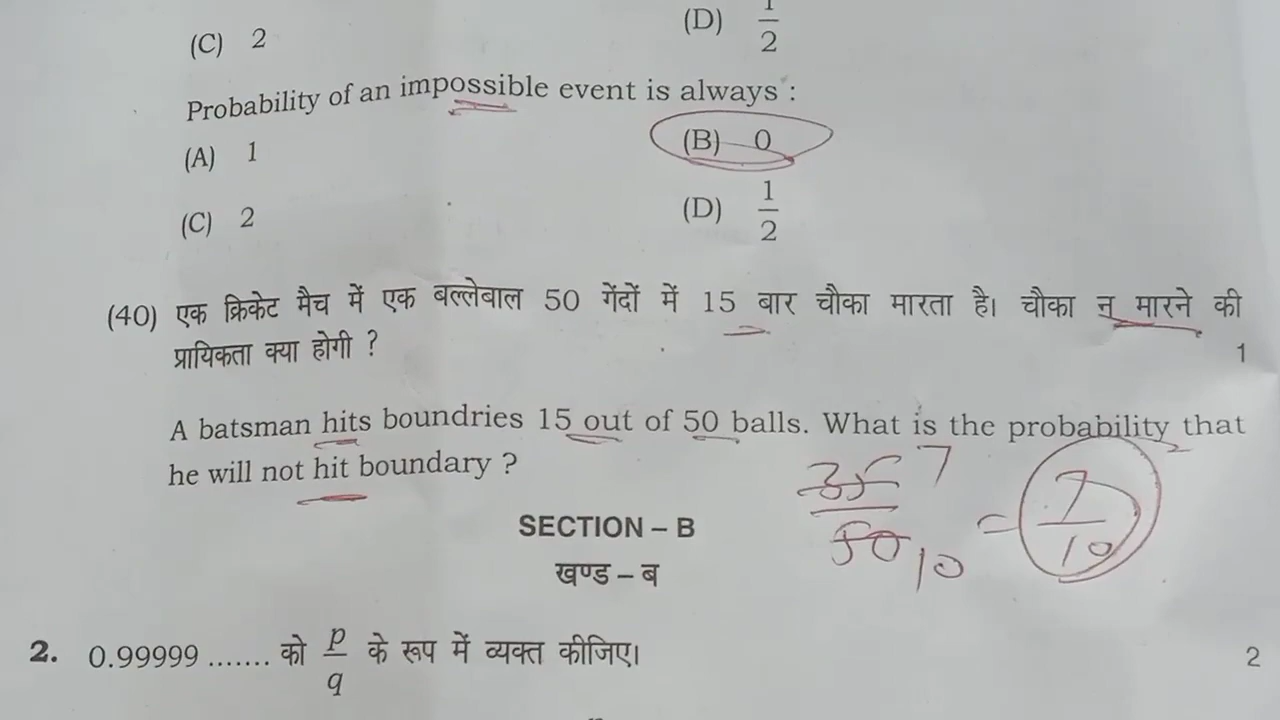 (C) 2 (D) 1/2
Probability of an impossible event is always :
(A) 1 (B) 0
(C) 2 (D) 1/2
(40) एक क्रिकेट मैच में एक बल्लेबाल 50 गेंदों में 15 बार चौका मारता है। चौका न मारने की
प्रायिकता क्या होगी ?
1
A batsman hits boundries 15 out of 50 balls. What is the probability that
he will not hit boundary ?
35/50 7/10 = 7/10
SECTION – B
खण्ड – ब
2. 0.99999 ....... को p/q के रूप में व्यक्त कीजिए। 2